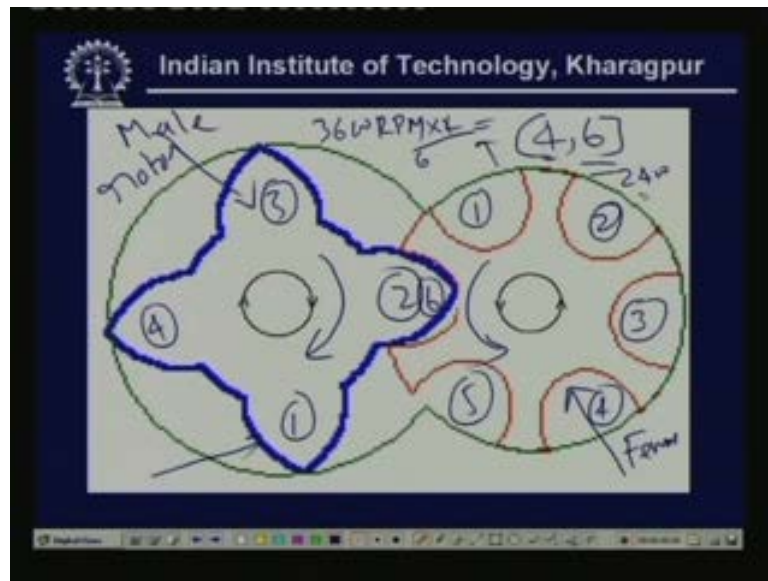 Indian Institute of Technology, Kharagpur
Male
rotor
3600 RPM x 4 =
6
(4,6]
2400
3
1
2
4
2
6
3
1
5
4
Fem